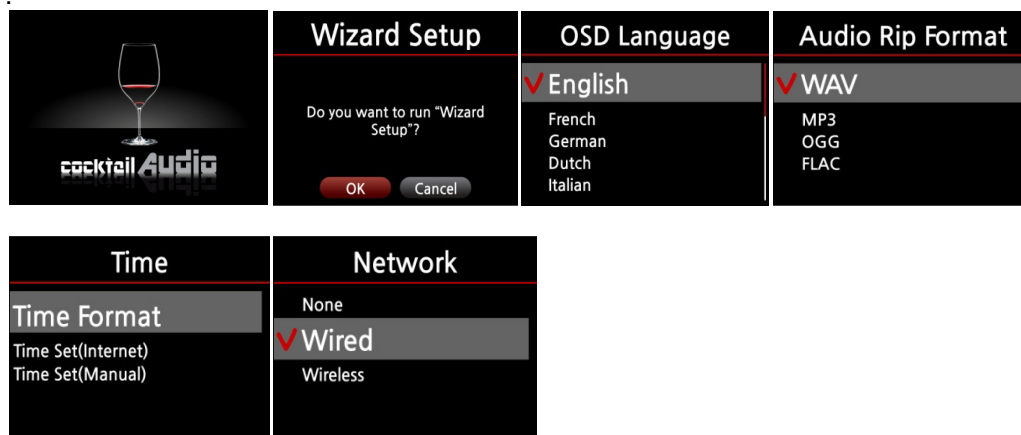 .
cocktail Audio
Wizard Setup
Do you want to run “Wizard
Setup”?
OK
Cancel
OSD Language
English
French
German
Dutch
Italian
Audio Rip Format
WAV
MP3
OGG
FLAC
Time
Time Format
Time Set(Internet)
Time Set(Manual)
Network
None
Wired
Wireless